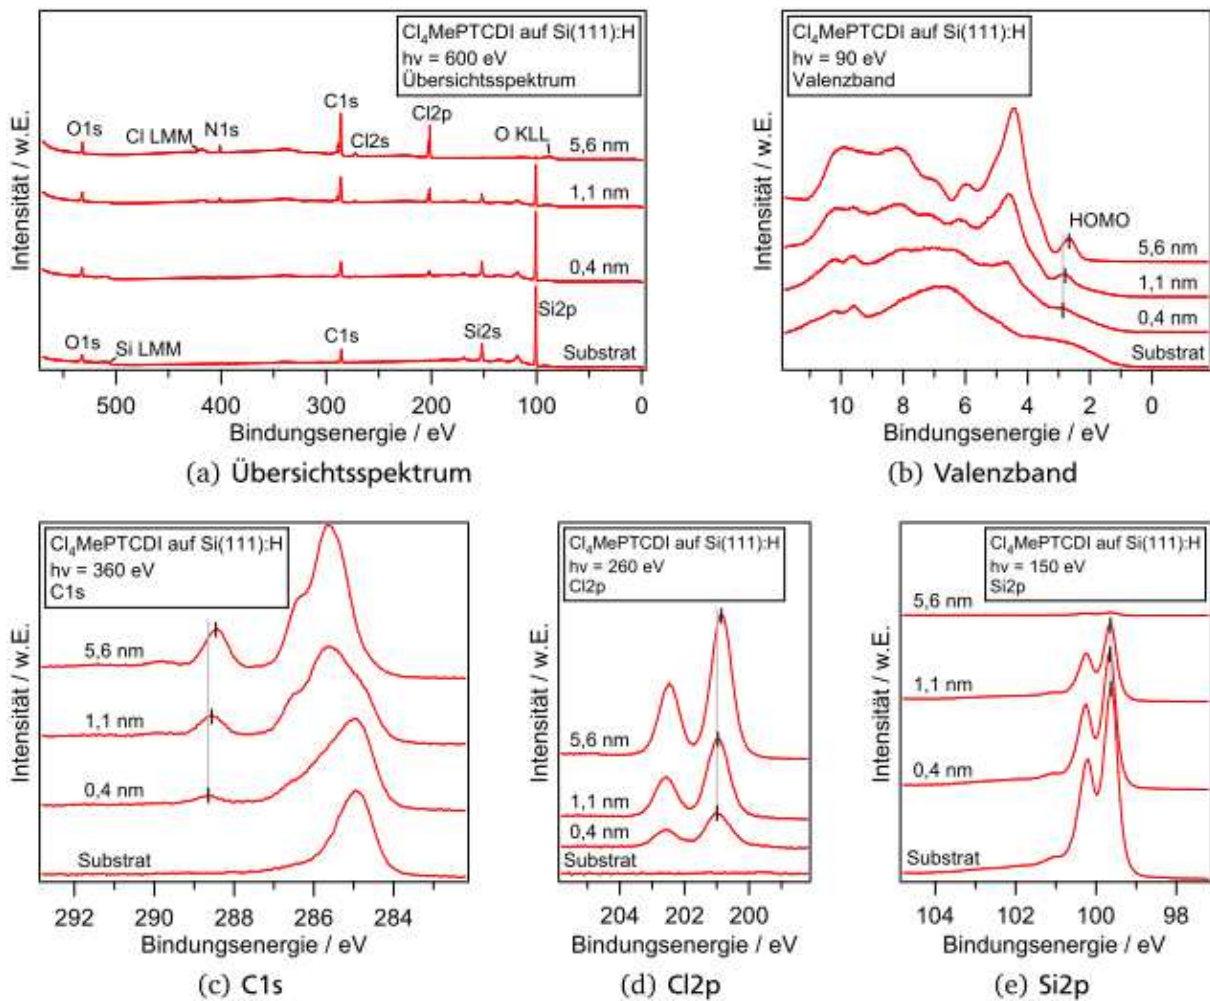 Cl₄MePTCDI auf Si(111):H
hν = 600 eV
Übersichtsspektrum
C1s
O1s
Cl LMM
N1s
Cl2s
Cl2p
O KLL
5,6 nm
1,1 nm
0,4 nm
O1s
Si LMM
C1s
Si2s
Si2p
Substrat
Intensität / w.E.
500 400 300 200 100 0
Bindungsenergie / eV
(a) Übersichtsspektrum
Cl₄MePTCDI auf Si(111):H
hν = 90 eV
Valenzband
HOMO
5,6 nm
1,1 nm
0,4 nm
Substrat
Intensität / w.E.
10 8 6 4 2 0
Bindungsenergie / eV
(b) Valenzband
Cl₄MePTCDI auf Si(111):H
hν = 360 eV
C1s
5,6 nm
1,1 nm
0,4 nm
Substrat
Intensität / w.E.
292 290 288 286 284
Bindungsenergie / eV
(c) C1s
Cl₄MePTCDI auf Si(111):H
hν = 260 eV
Cl2p
5,6 nm
1,1 nm
0,4 nm
Substrat
Intensität / w.E.
204 202 200
Bindungsenergie / eV
(d) Cl2p
Cl₄MePTCDI auf Si(111):H
hν = 150 eV
Si2p
5,6 nm
1,1 nm
0,4 nm
Substrat
Intensität / w.E.
104 102 100 98
Bindungsenergie / eV
(e) Si2p